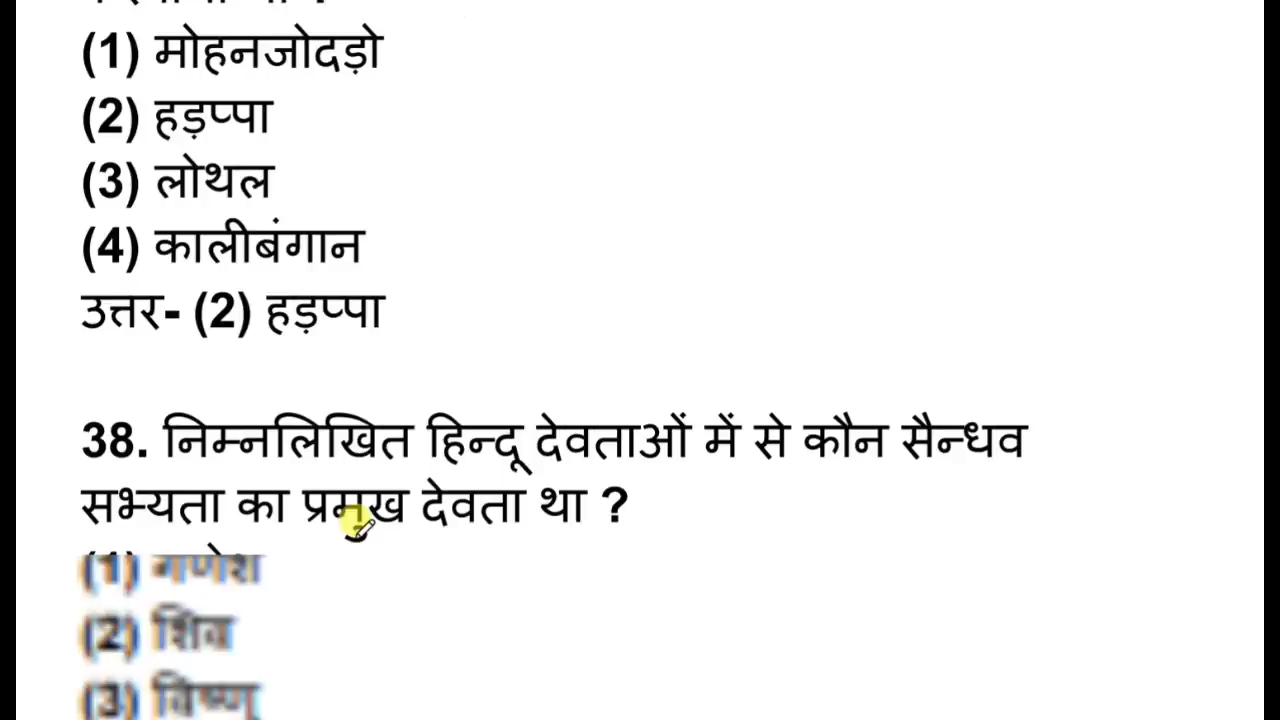 (1) मोहनजोदड़ो
(2) हड़प्पा
(3) लोथल
(4) कालीबंगान
उत्तर- (2) हड़प्पा
38. निम्नलिखित हिन्दू देवताओं में से कौन सैन्धव
सभ्यता का प्रमुख देवता था ?
(1) गणेश
(2) शिव
(3) विष्णु